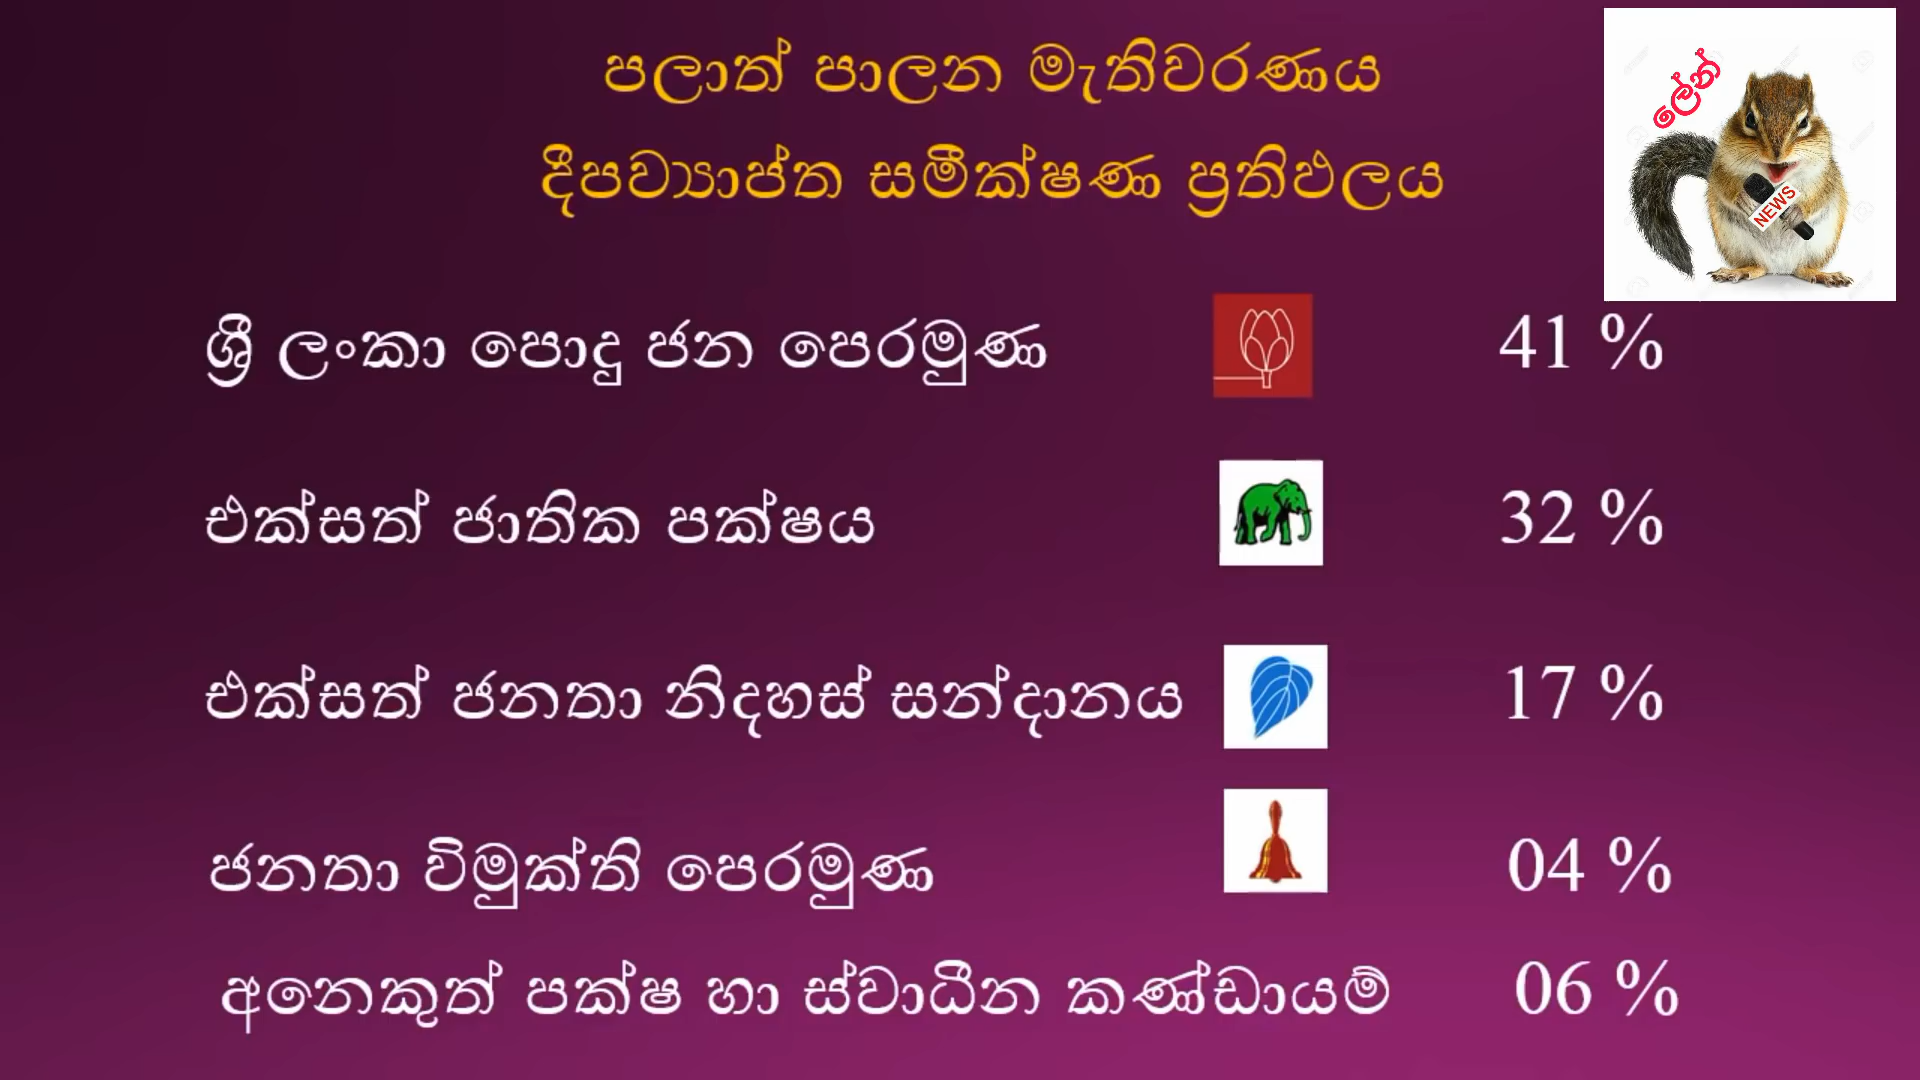 පලාත් පාලන මැතිවරණය
දීපව්‍යාප්ත සමීක්ෂණ ප්‍රතිඵලය
ලේන්
NEWS
ශ්‍රී ලංකා පොදු ජන පෙරමුණ 41 %
එක්සත් ජාතික පක්ෂය 32 %
එක්සත් ජනතා නිදහස් සන්දානය 17 %
ජනතා විමුක්ති පෙරමුණ 04 %
අනෙකුත් පක්ෂ හා ස්වාධීන කණ්ඩායම් 06 %